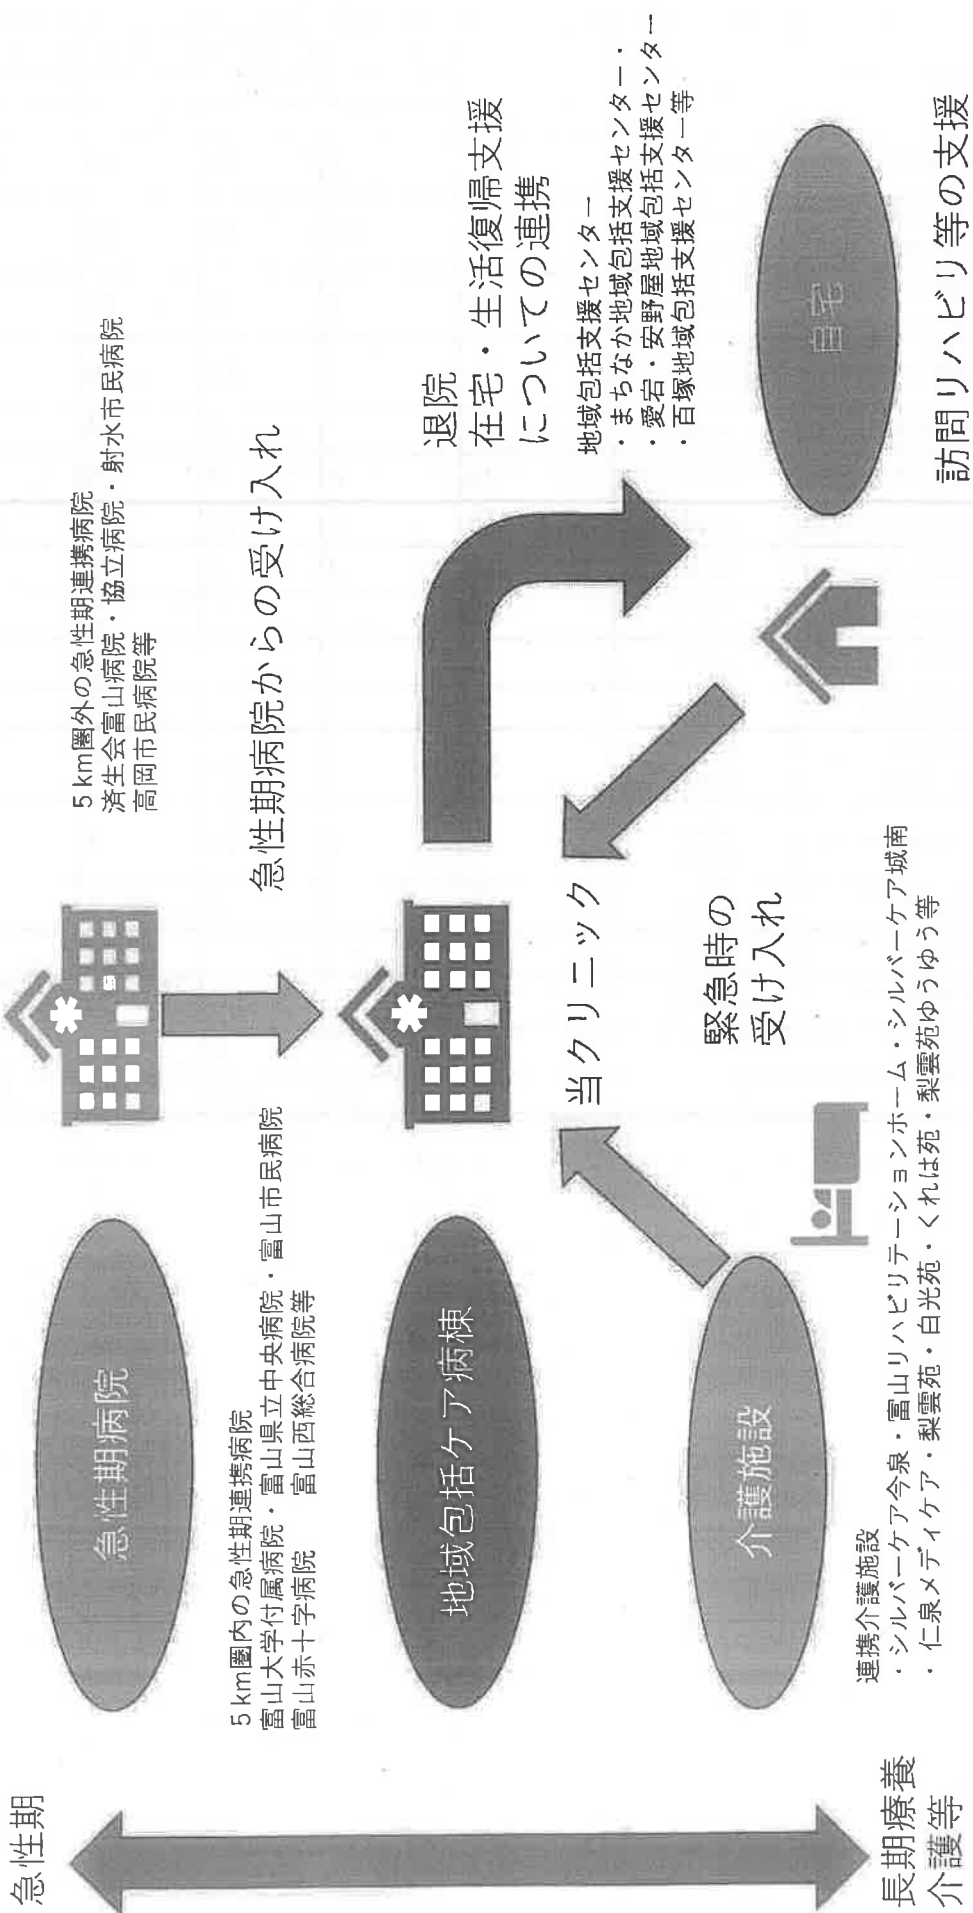 急性期
急性期病院
5km圏内の急性期連携病院
富山大学付属病院・富山県立中央病院・富山市民病院
富山赤十字病院　富山西総合病院等
5km圏外の急性期連携病院
済生会富山病院・協立病院・射水市民病院
高岡市民病院等
急性期病院からの受け入れ
地域包括ケア病棟
当クリニック
退院
在宅・生活復帰支援
についての連携
地域包括支援センター
・まちなか地域包括支援センター・
・愛宕・安野屋地域包括支援センター
・百塚地域包括支援センター等
緊急時の
受け入れ
介護施設
自宅
連携介護施設
・シルバーケア今泉・富山リハビリテーションホーム・シルバーケア城南
・仁泉メディケア・梨雲苑・白光苑・くれは苑・梨雲苑ゆうゆう等
訪問リハビリ等の支援
長期療養
介護等